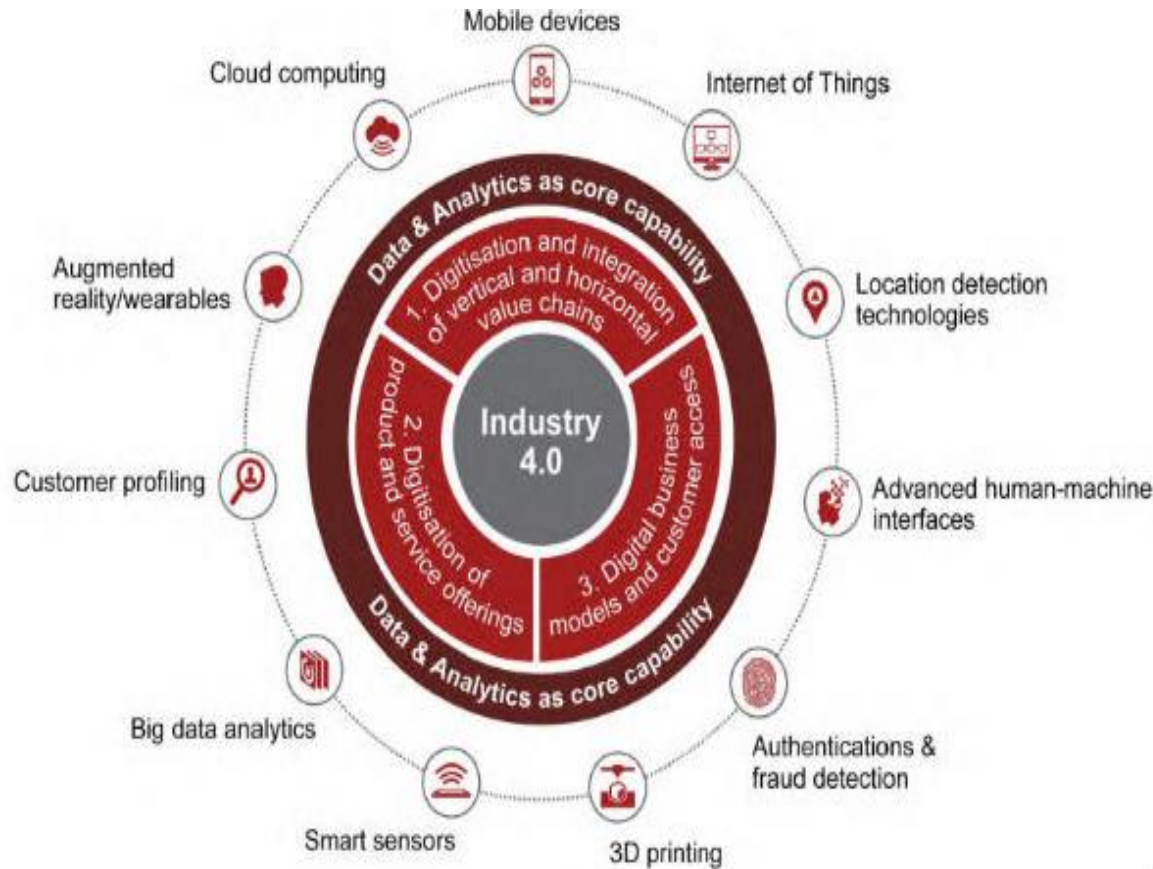 Mobile devices
Cloud computing
Internet of Things
Augmented
reality/wearables
Location detection
technologies
Customer profiling
Advanced human-machine
interfaces
Big data analytics
Authentications &
fraud detection
Smart sensors
3D printing
Data & Analytics as core capability
1. Digitisation and integration
of vertical and horizontal
value chains
2. Digitisation of
product and service offerings
3. Digital business
models and customer access
Industry
4.0
Data & Analytics as core capability